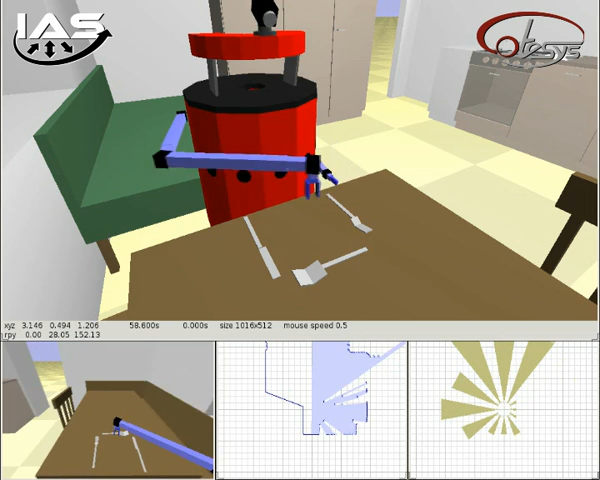 IAS
Cotesys
xyz 3.146 0.494 1.206 58.600s 0.000s size 1016x512 mouse speed 0.5
rpy 0.00 28.05 152.13